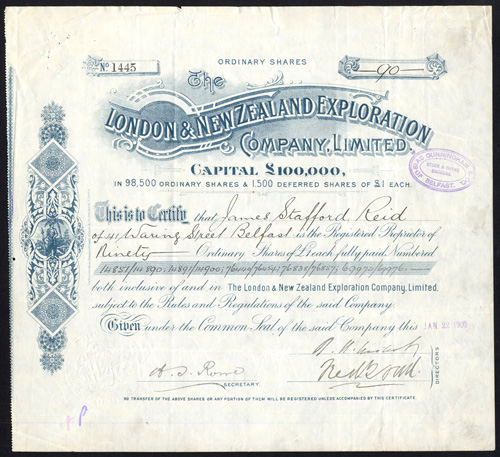 ORDINARY SHARES
No 1445
90
The
LONDON & NEW ZEALAND EXPLORATION
COMPANY, LIMITED.
CAPITAL £100,000,
IN 98,500 ORDINARY SHARES & 1,500 DEFERRED SHARES OF £1 EACH.
This is to Certify that James Stafford Reid
of 41 Waring Street Belfast is the Registered Proprietor of
Ninety Ordinary Shares of £1 each fully paid Numbered
both inclusive of and in The London & New Zealand Exploration Company, Limited.
subject to the Rules and Regulations of the said Company.
Given under the Common Seal of the said Company this JAN 22
SECRETARY.
DIRECTORS
NO TRANSFER OF THE ABOVE SHARES OR ANY PORTION OF THEM WILL BE REGISTERED UNLESS ACCOMPANIED BY THIS CERTIFICATE.
CUNNINGHAM
STOCK & SHARE
BROKERS
BELFAST